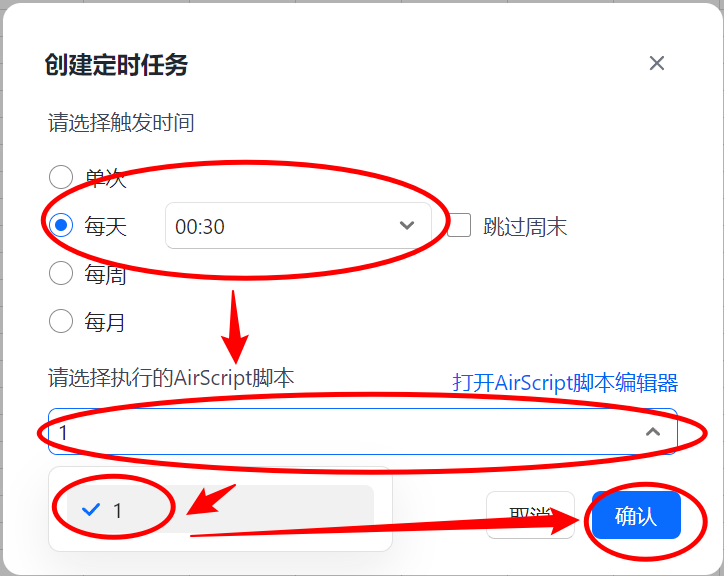 创建定时任务
请选择触发时间
单次
每天 00:30 跳过周末
每周
每月
请选择执行的AirScript脚本 打开AirScript脚本编辑器
1
1
取消 确认